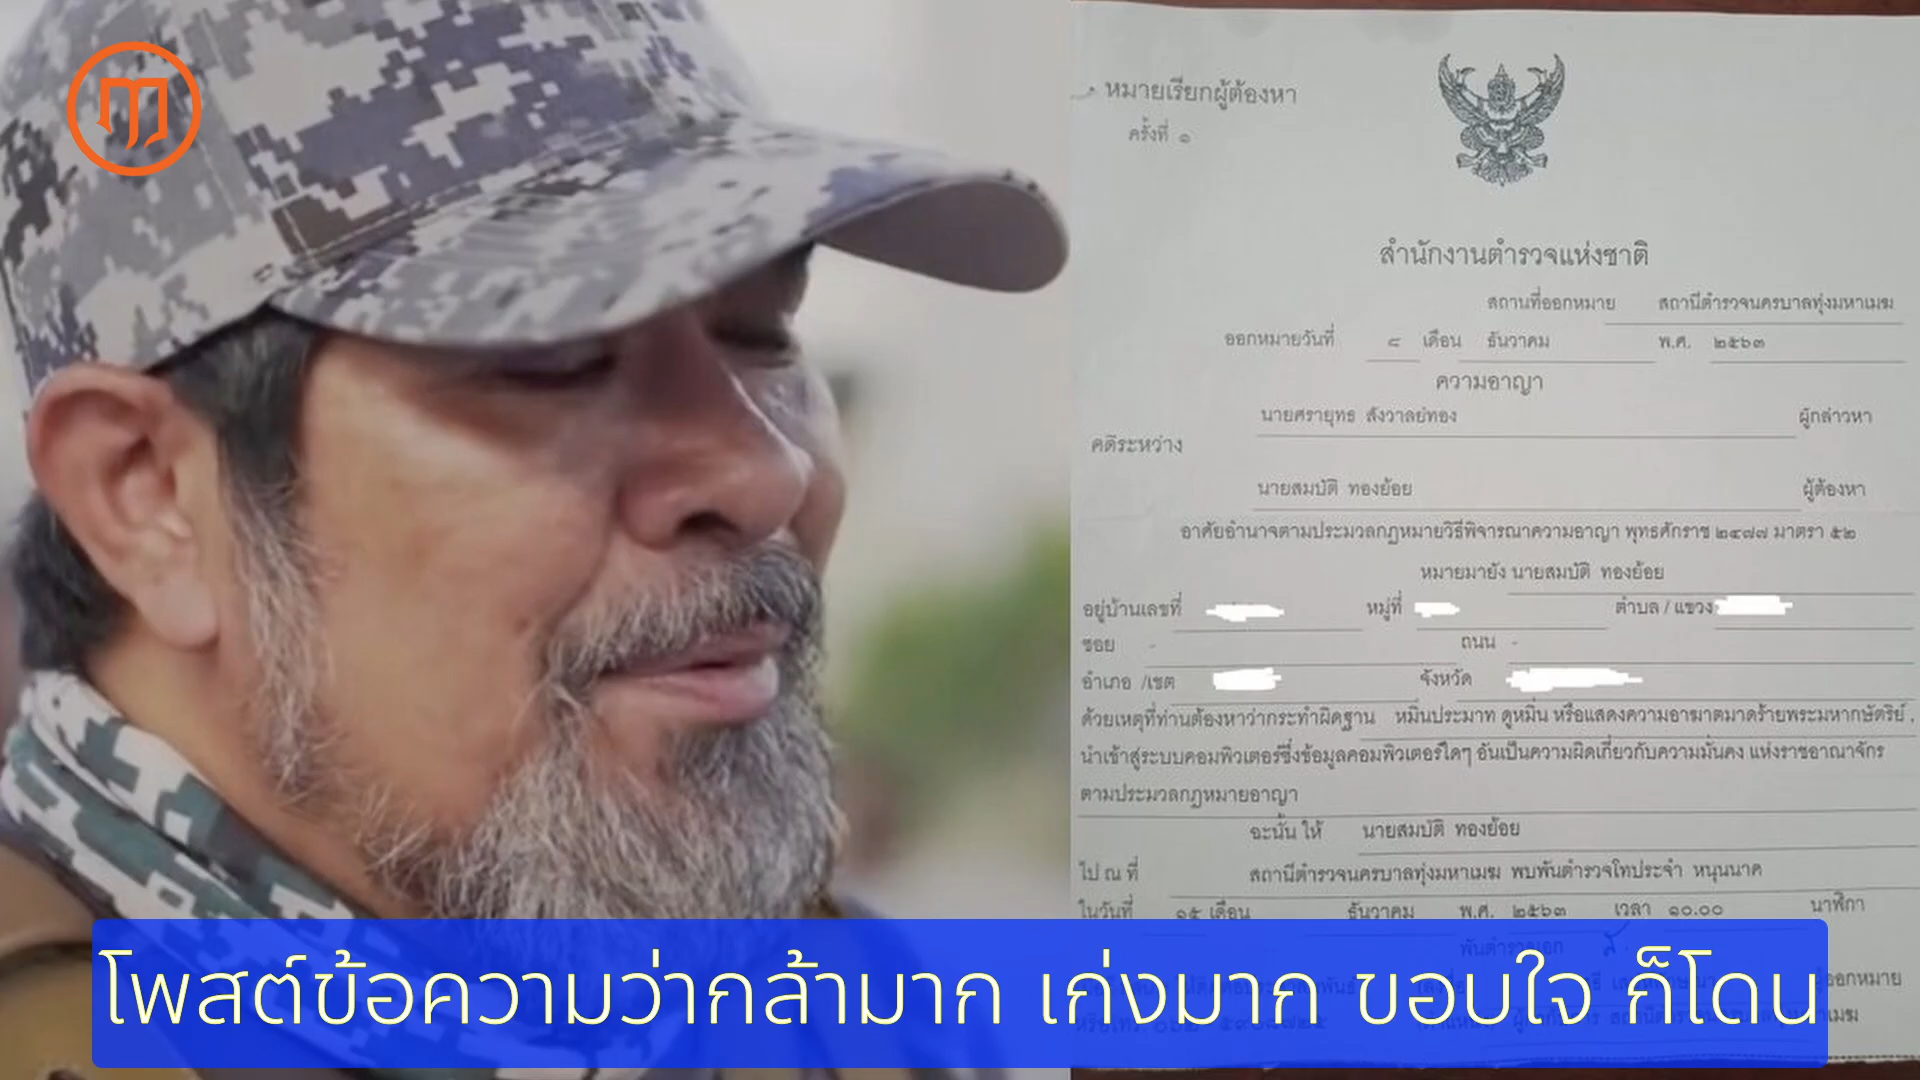 หมายเรียกผู้ต้องหา
ครั้งที่ ๑
สำนักงานตำรวจแห่งชาติ
สถานที่ออกหมาย สถานีตำรวจนครบาลทุ่งมหาเมฆ
ออกหมายวันที่ ๘ เดือน ธันวาคม พ.ศ. ๒๕๖๓
ความอาญา
นายศรายุทธ สังวาลย์ทอง ผู้กล่าวหา
คดีระหว่าง
นายสมบัติ ทองย้อย ผู้ต้องหา
อาศัยอำนาจตามประมวลกฎหมายวิธีพิจารณาความอาญา พุทธศักราช ๒๔๗๗ มาตรา ๕๒
หมายมายัง นายสมบัติ ทองย้อย
อยู่บ้านเลขที่ หมู่ที่ ตำบล / แขวง
ซอย - ถนน -
อำเภอ /เขต จังหวัด
ด้วยเหตุที่ท่านต้องหาว่ากระทำผิดฐาน หมิ่นประมาท ดูหมิ่น หรือแสดงความอาฆาตมาดร้ายพระมหากษัตริย์ ,
นำเข้าสู่ระบบคอมพิวเตอร์ซึ่งข้อมูลคอมพิวเตอร์ใดๆ อันเป็นความผิดเกี่ยวกับความมั่นคง แห่งราชอาณาจักร
ตามประมวลกฎหมายอาญา
ฉะนั้น ให้ นายสมบัติ ทองย้อย
ไป ณ ที่ สถานีตำรวจนครบาลทุ่งมหาเมฆ พบพันตำรวจโทประจำ หนุนนาค
ในวันที่ ๑๕ เดือน ธันวาคม พ.ศ. ๒๕๖๓ เวลา ๑๐.๐๐ นาฬิกา
พันตำรวจเอก
ผู้ออกหมาย
โพสต์ข้อความว่ากล้ามาก เก่งมาก ขอบใจ ก็โดน